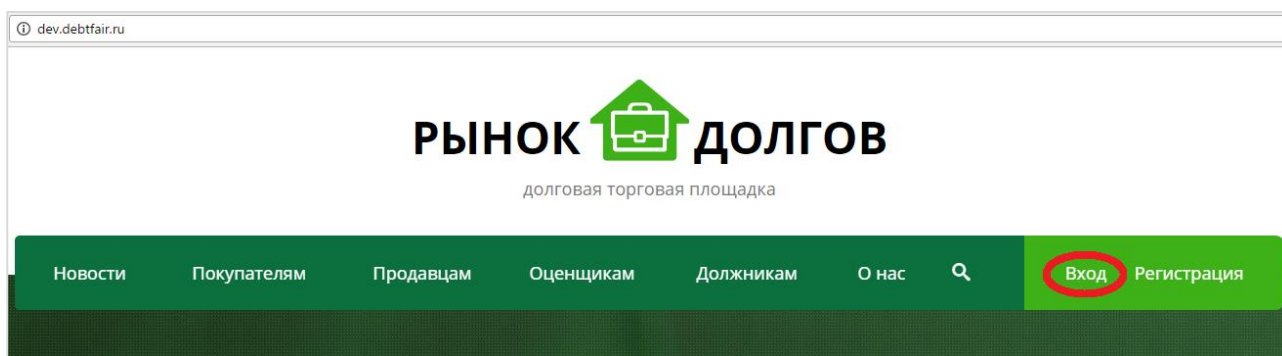 dev.debtfair.ru
РЫНОК ДОЛГОВ
долговая торговая площадка
Новости Покупателям Продавцам Оценщикам Должникам О нас Вход Регистрация